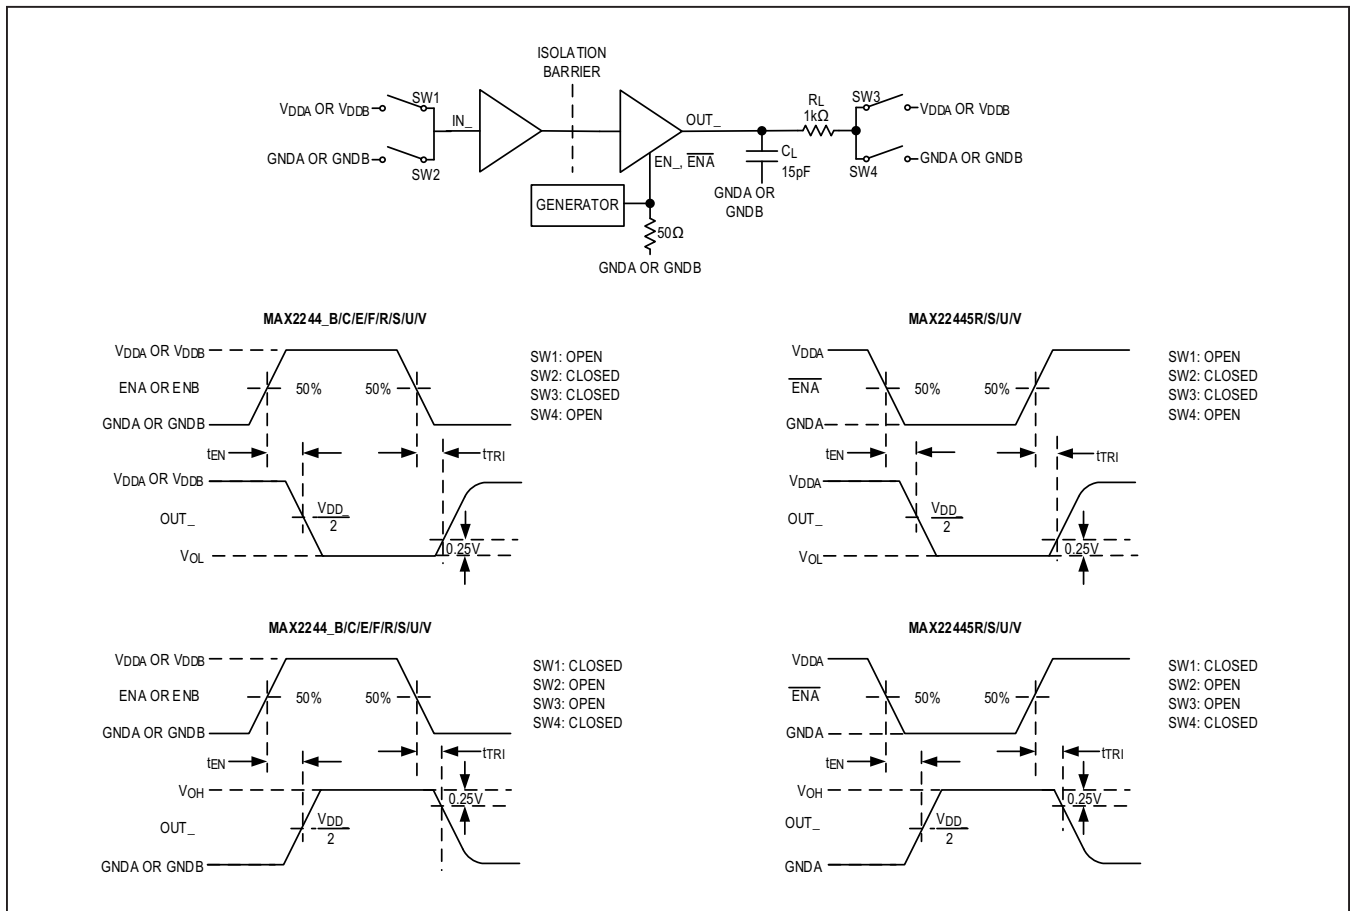 ISOLATION
BARRIER
VDDA OR VDDB
SW1
IN_
OUT_
RL
1kΩ
SW3
VDDA OR VDDB
GNDA OR GNDB
SW2
EN_, ENA
CL
15pF
SW4
GNDA OR GNDB
GENERATOR
GNDA OR
GNDB
50Ω
GNDA OR GNDB
MAX2244_B/C/E/F/R/S/U/V
VDDA OR VDDB
ENA OR ENB
50%
50%
GNDA OR GNDB
SW1: OPEN
SW2: CLOSED
SW3: CLOSED
SW4: OPEN
tEN
tTRI
VDDA OR VDDB
OUT_
VDD_
2
VOL
0.25V
MAX22445R/S/U/V
VDDA
ENA
50%
50%
GNDA
SW1: OPEN
SW2: CLOSED
SW3: CLOSED
SW4: OPEN
tEN
tTRI
VDDA
OUT_
VDD_
2
VOL
0.25V
MAX2244_B/C/E/F/R/S/U/V
VDDA OR VDDB
ENA OR ENB
50%
50%
GNDA OR GNDB
SW1: CLOSED
SW2: OPEN
SW3: OPEN
SW4: CLOSED
tEN
tTRI
VOH
0.25V
OUT_
VDD_
2
GNDA OR GNDB
MAX22445R/S/U/V
VDDA
ENA
50%
50%
GNDA
SW1: CLOSED
SW2: OPEN
SW3: OPEN
SW4: CLOSED
tEN
tTRI
VOH
0.25V
OUT_
VDD_
2
GNDA